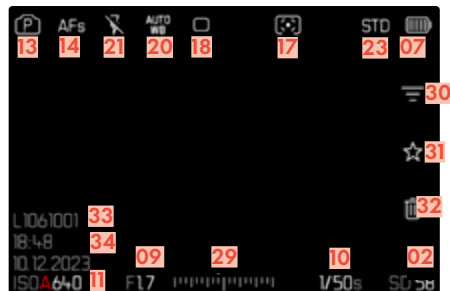 P AFs AUTO WB STD
13 14 21 20 18 17 23 07
30
31
32
L1061001 33
18:48 34
10.12.2023 09 29 10 02
ISOA640 11 F1.7 1/50s SD 58